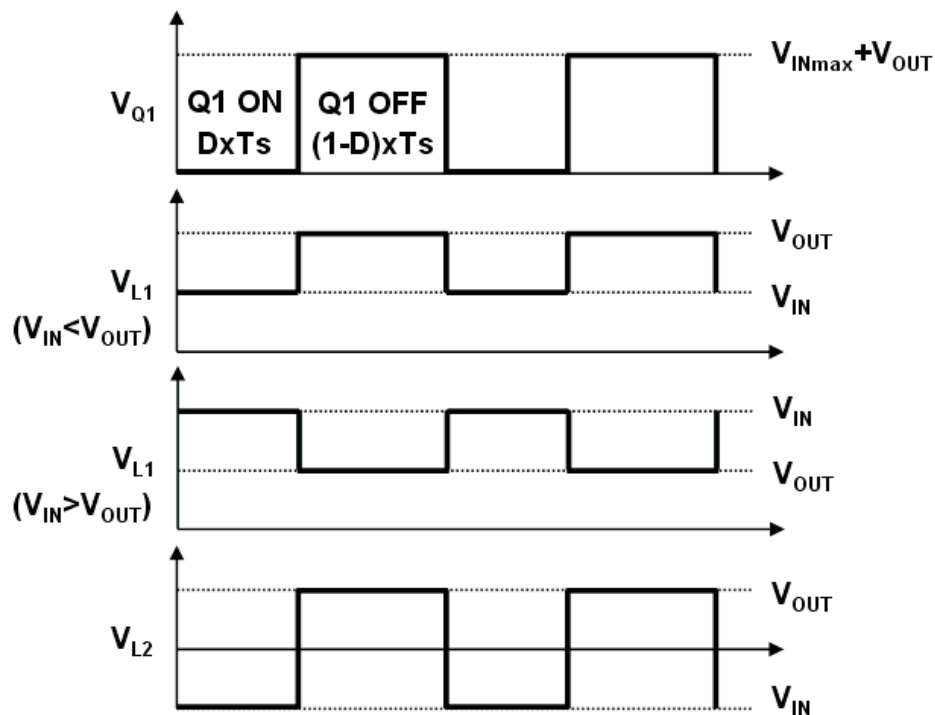 V_INmax+V_OUT
V_Q1
Q1 ON
DxTs
Q1 OFF
(1-D)xTs
V_OUT
V_L1
V_IN
(V_IN<V_OUT)
V_IN
V_L1
V_OUT
(V_IN>V_OUT)
V_OUT
V_L2
V_IN